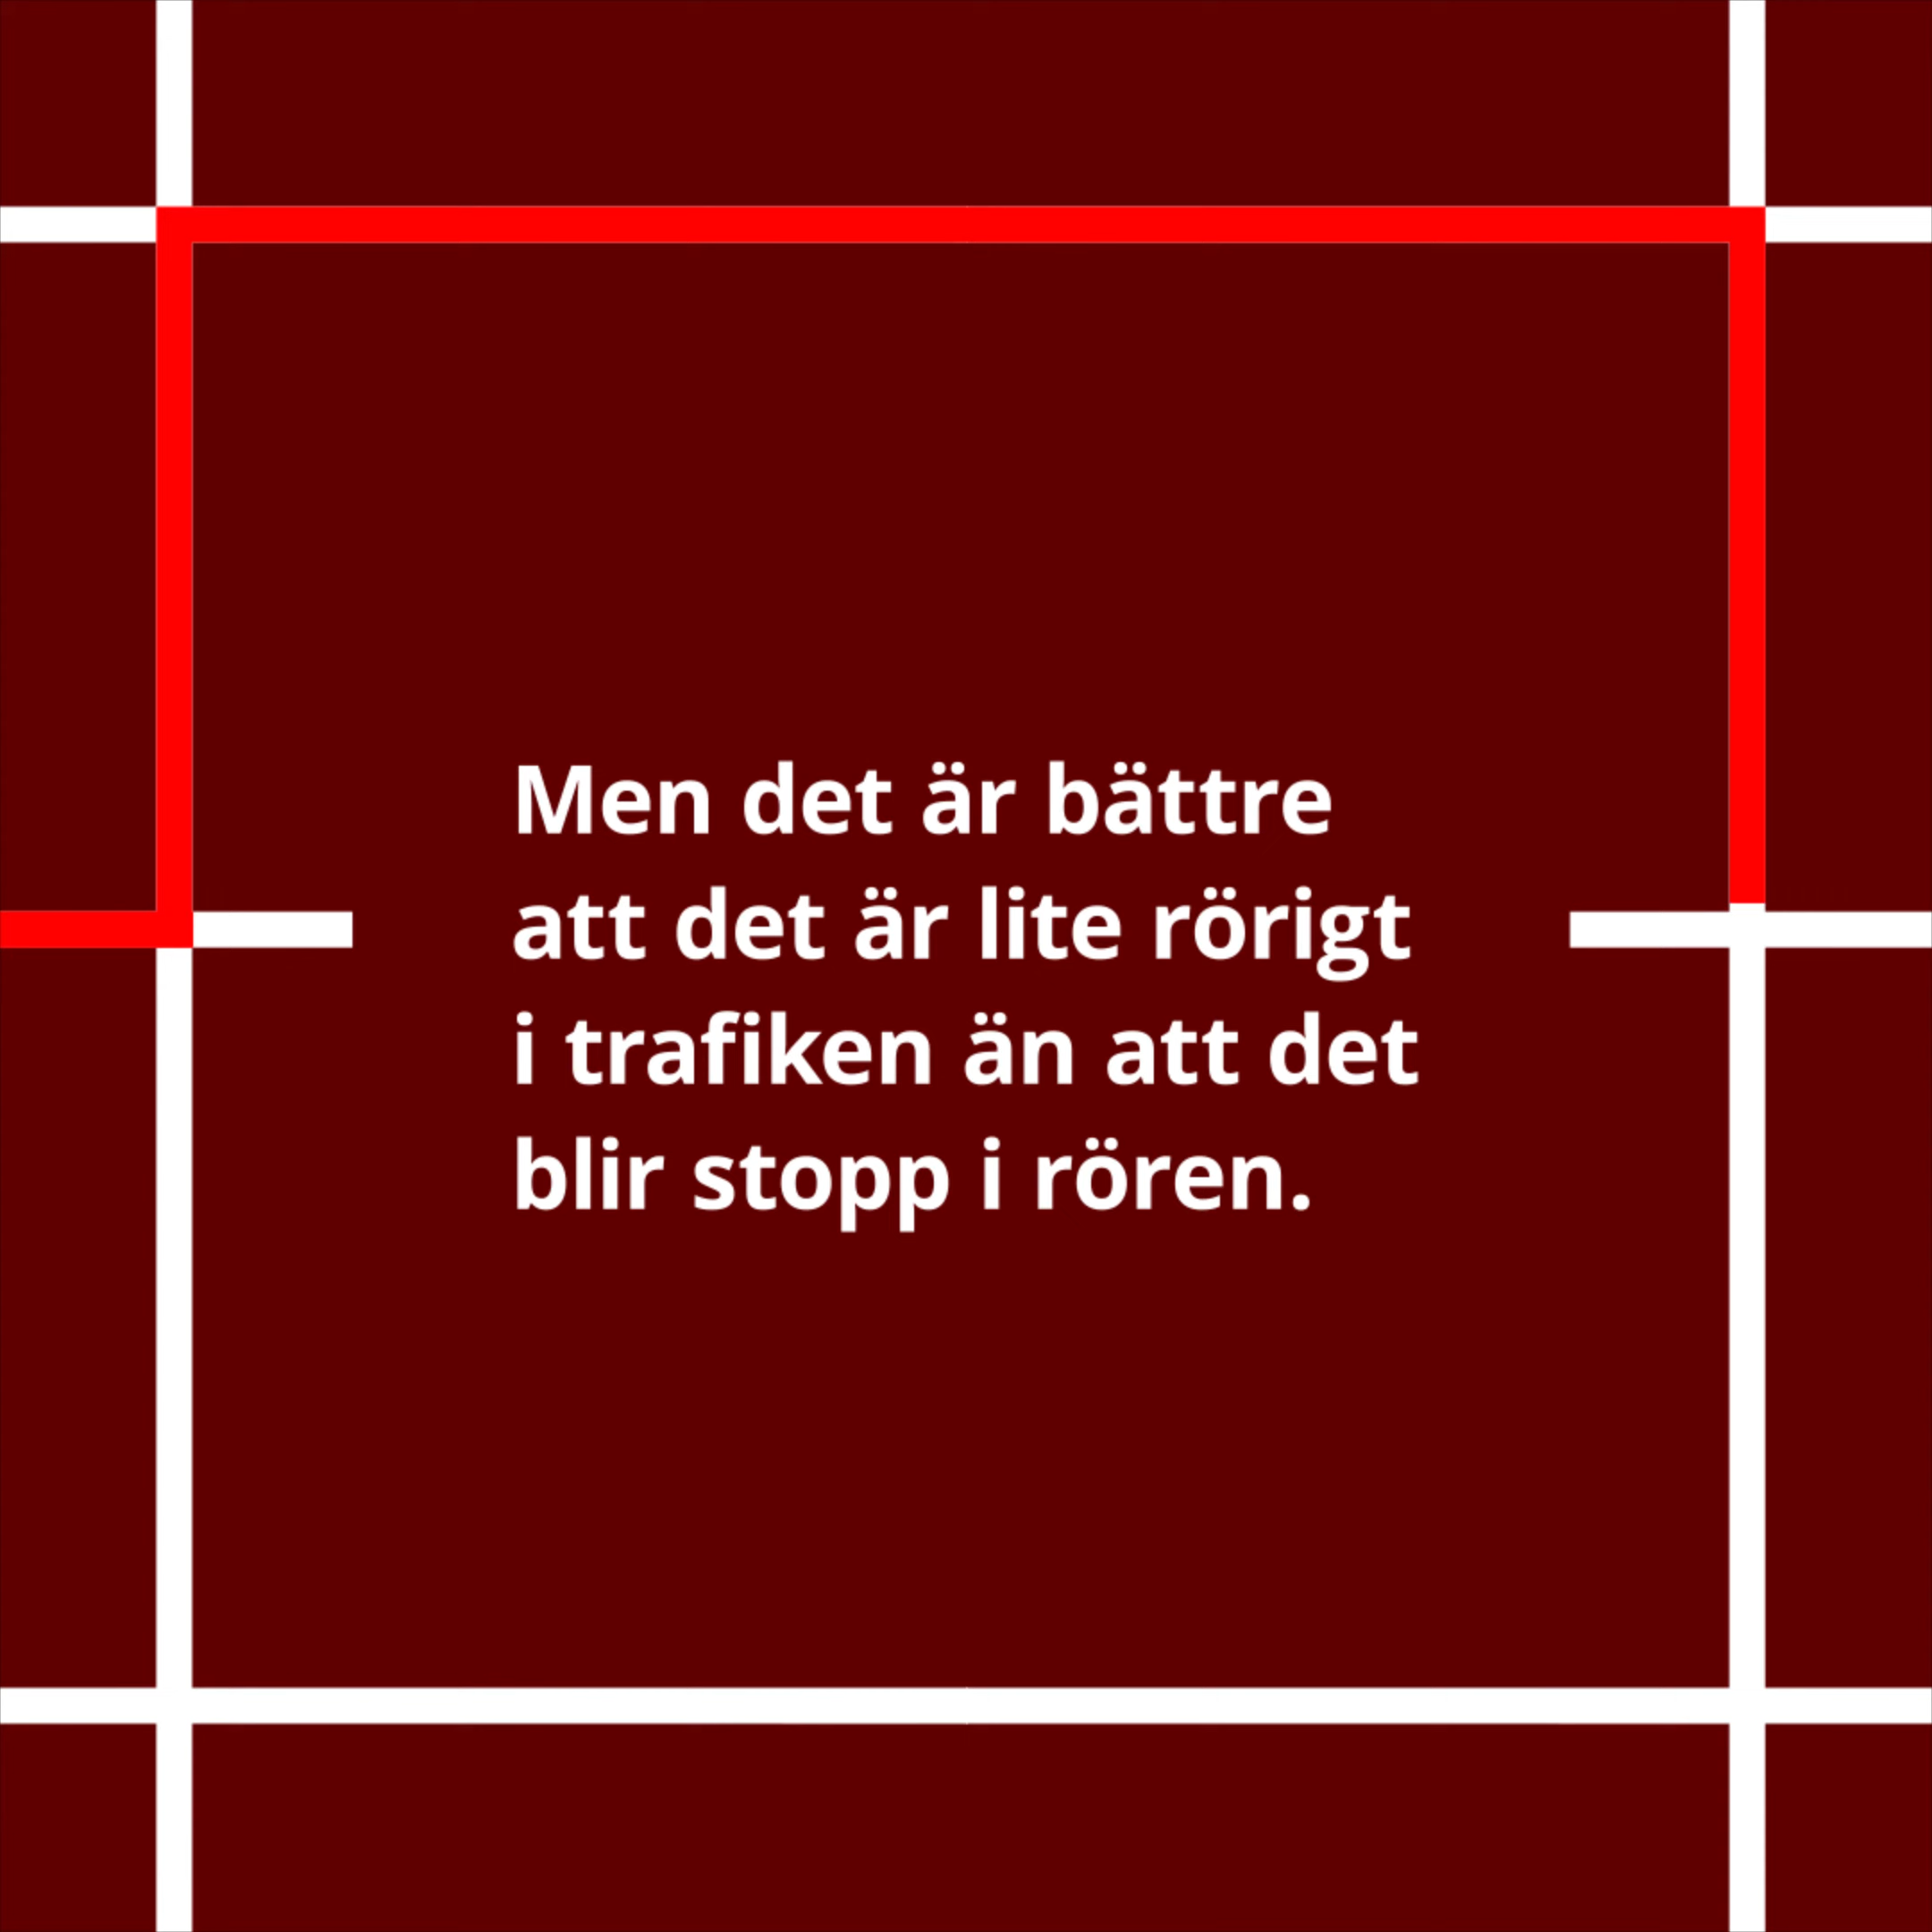 Men det är bättre
att det är lite rörigt
i trafiken än att det
blir stopp i rören.